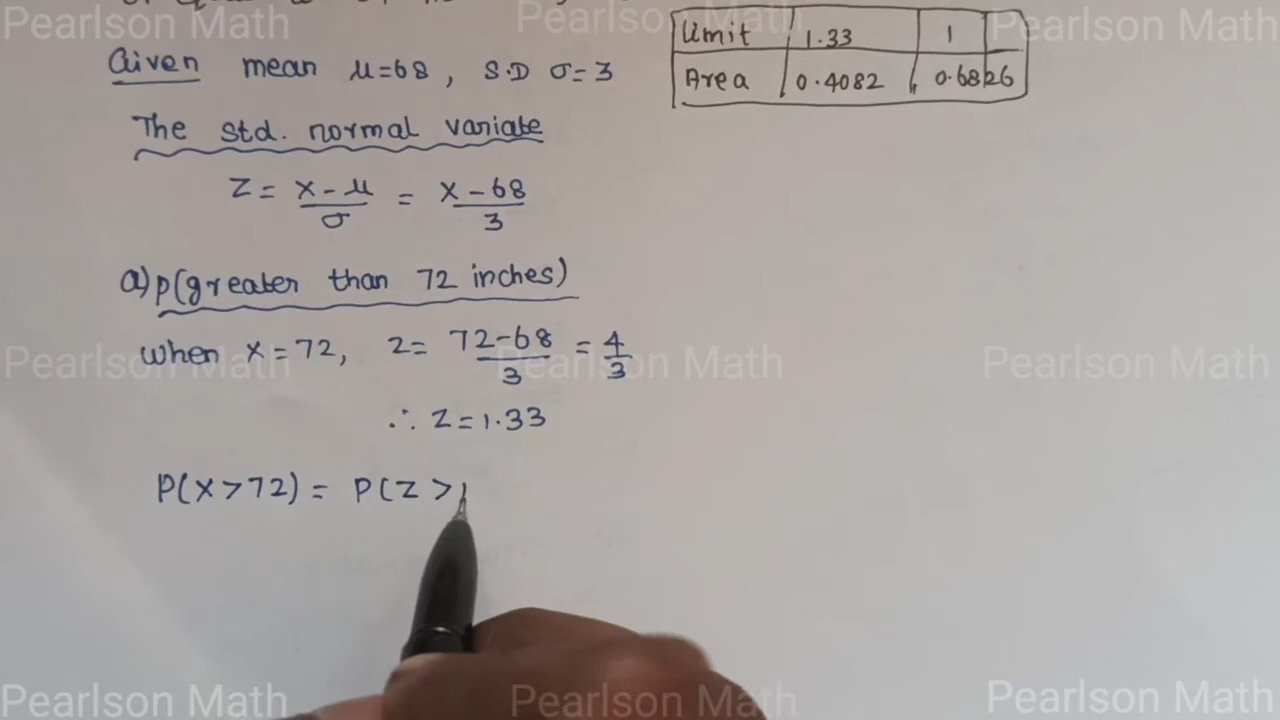 Pearlson Math Pearlson Math Pearlson Math
Limit 1.33 1
Area 0.4082 0.6826
Given mean μ=68, S.D σ=3
The std. normal variate
Z = X-μ/σ = X-68/3
a) P(greater than 72 inches)
when X=72, Z= 72-68/3 = 4/3
Pearlson Math Pearlson Math Pearlson Math
∴ Z=1.33
P(X>72) = P(Z>1
Pearlson Math Pearlson Math Pearlson Math